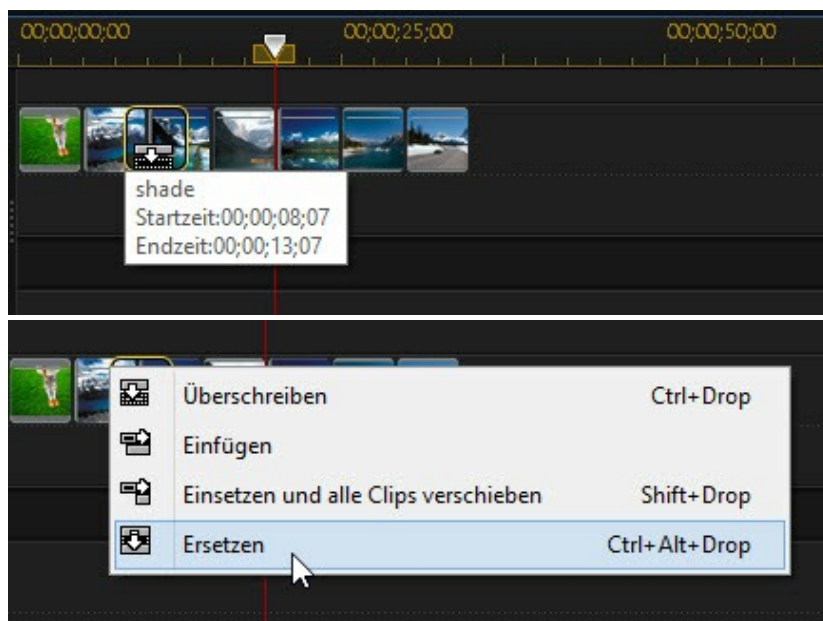 00;00;00;00 00;00;25;00 00;00;50;00
shade
Startzeit:00;00;08;07
Endzeit:00;00;13;07
Überschreiben Ctrl+Drop
Einfügen
Einsetzen und alle Clips verschieben Shift+Drop
Ersetzen Ctrl+Alt+Drop